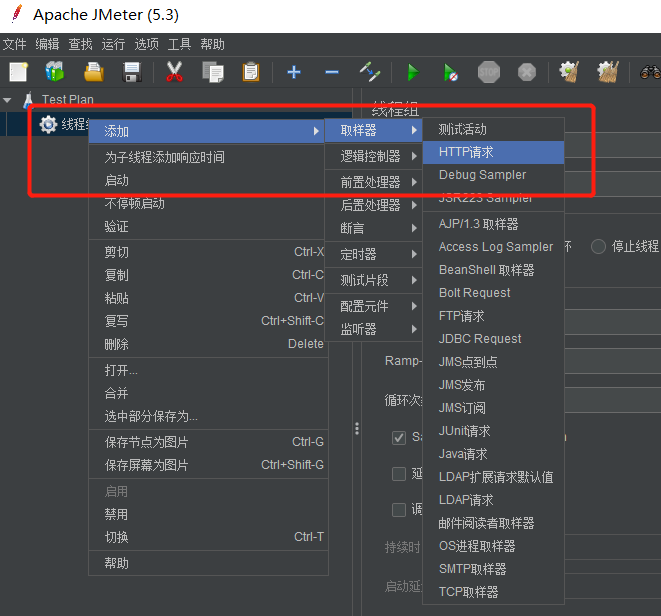 Apache JMeter (5.3)
文件 编辑 查找 运行 选项 工具 帮助
STOP
Test Plan
线程组
线程
添加
为子线程添加响应时间
启动
不停顿启动
验证
剪切 Ctrl-X
复制 Ctrl-C
粘贴 Ctrl-V
复写 Ctrl+Shift-C
删除 Delete
打开...
合并
选中部分保存为...
保存节点为图片 Ctrl-G
保存屏幕为图片 Ctrl+Shift-G
启用
禁用
切换 Ctrl-T
帮助
取样器
逻辑控制器
前置处理器
后置处理器
断言
定时器
测试片段
配置元件
监听器
测试活动
HTTP请求
Debug Sampler
JSR223 Sampler
AJP/1.3 取样器
Access Log Sampler
BeanShell 取样器
Bolt Request
FTP请求
JDBC Request
JMS点到点
JMS发布
JMS订阅
JUnit请求
Java请求
LDAP扩展请求默认值
LDAP请求
邮件阅读者取样器
OS进程取样器
SMTP取样器
TCP取样器
停止线程
Ramp-
循环次
持续时
启动延